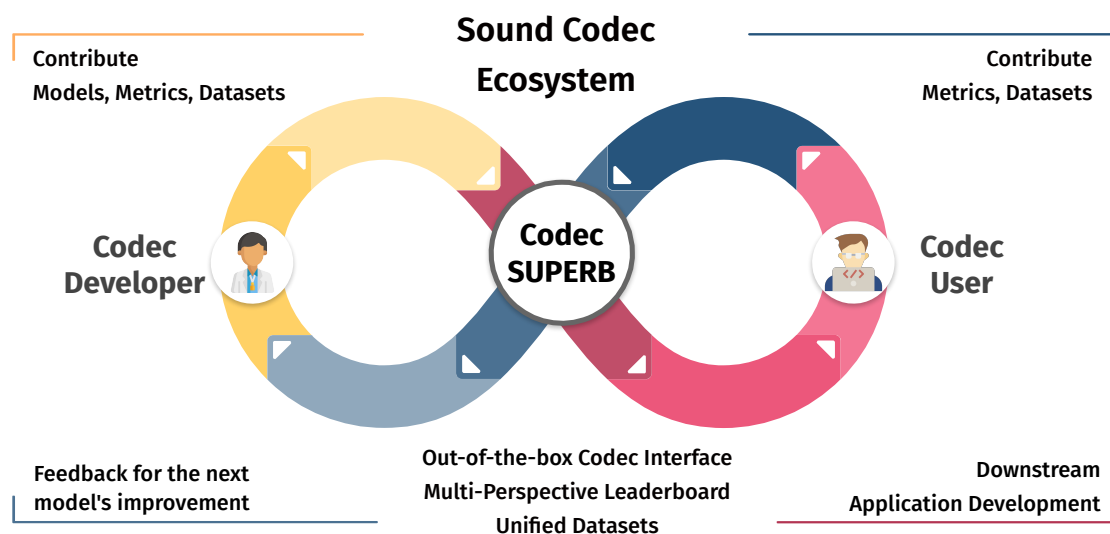 Sound Codec
Ecosystem
Contribute
Models, Metrics, Datasets
Contribute
Metrics, Datasets
Codec
Developer
Codec
SUPERB
Codec
User
</>
Feedback for the next
model's improvement
Out-of-the-box Codec Interface
Multi-Perspective Leaderboard
Unified Datasets
Downstream
Application Development